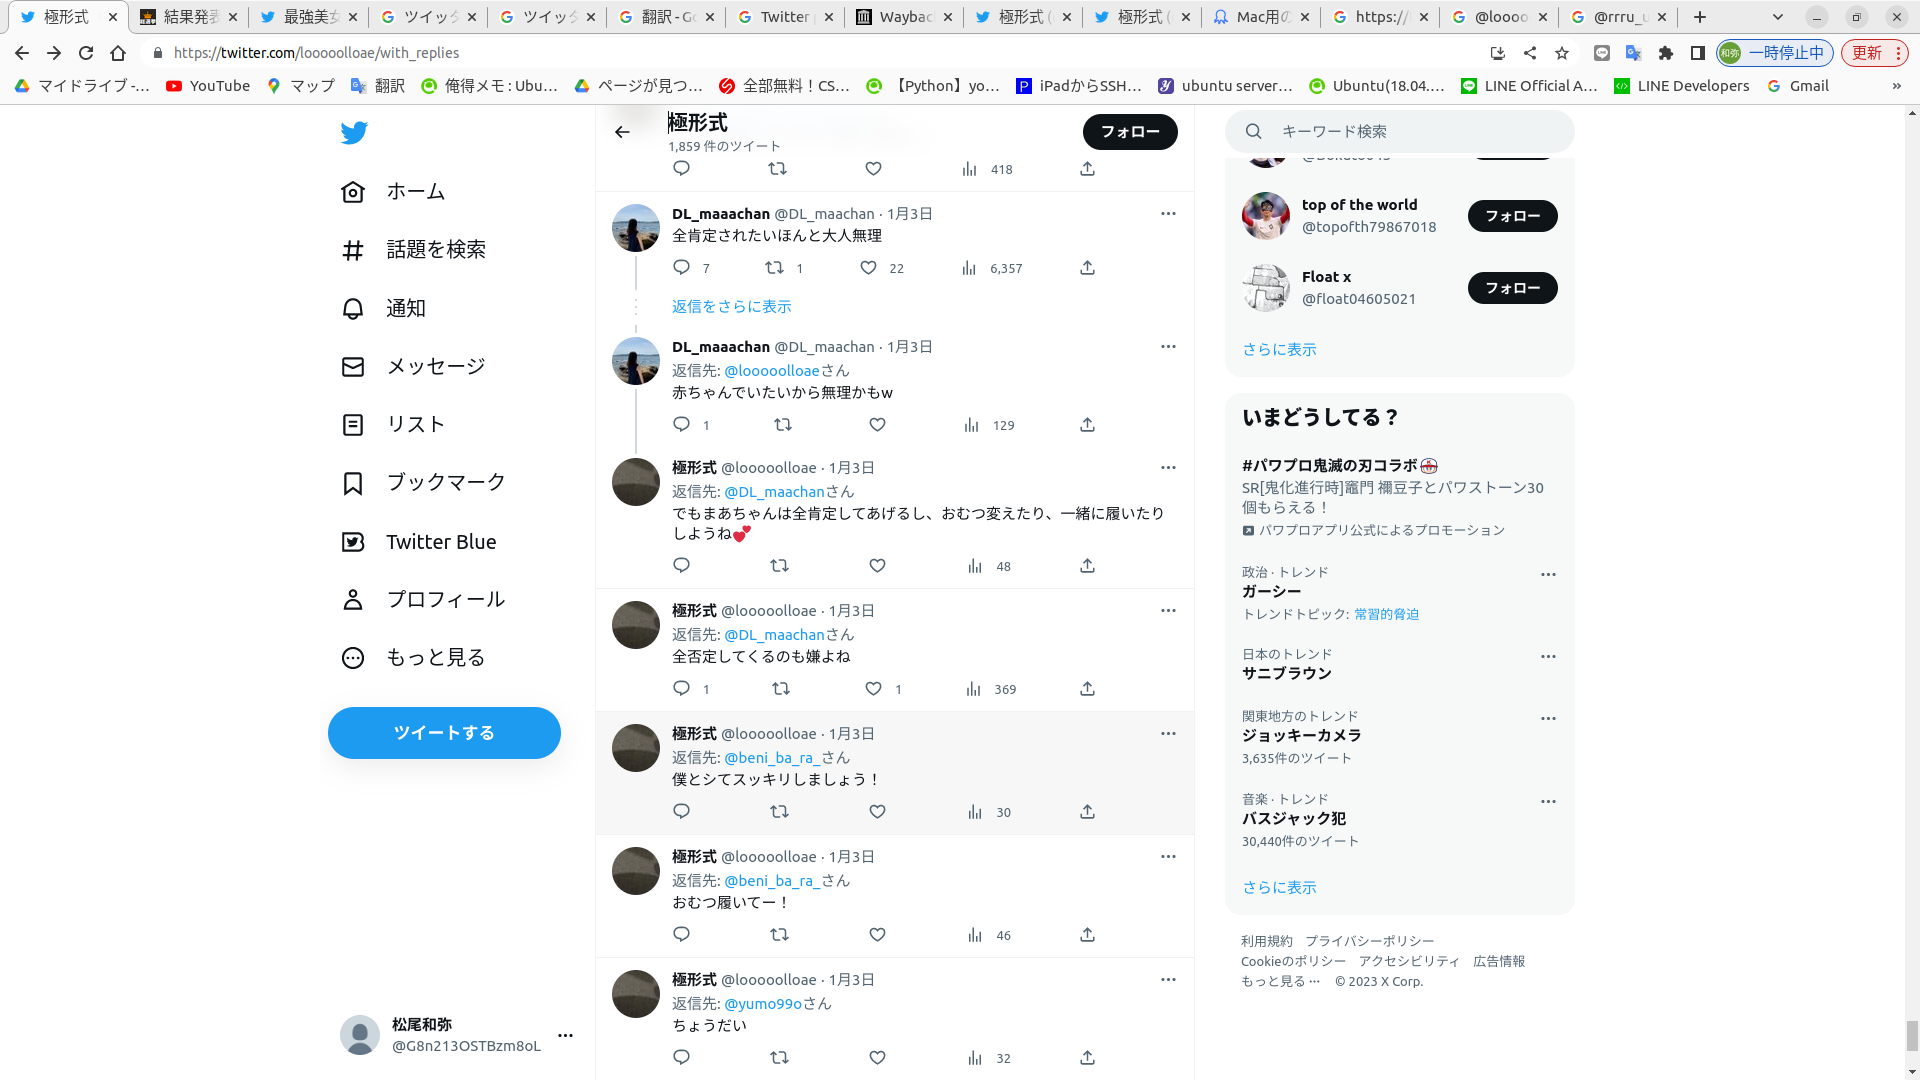 極形式
結果発表
最強美女
ツイッタ
ツイッタ
翻訳 - Go
Twitter
Wayback
極形式 (
極形式 (
Mac用の
https://
@loooo
@rrru_u
https://twitter.com/looooolloae/with_replies
一時停止中
更新
マイドライブ -…
YouTube
マップ
翻訳
俺得メモ : Ubu…
ページが見つ…
全部無料！CS…
【Python】yo…
iPadからSSH…
ubuntu server…
Ubuntu(18.04.…
LINE Official A…
LINE Developers
Gmail
»
ホーム
話題を検索
通知
メッセージ
リスト
ブックマーク
Twitter Blue
プロフィール
もっと見る
ツイートする
松尾和弥
@G8n213OSTBzm8oL
極形式
1,859 件のツイート
フォロー
418
DL_maaachan @DL_maachan · 1月3日
全肯定されたいほんと大人無理
7 1 22 6,357
返信をさらに表示
DL_maaachan @DL_maachan · 1月3日
返信先: @looooolloaeさん
赤ちゃんでいたいから無理かもw
1 129
極形式 @looooolloae · 1月3日
返信先: @DL_maachanさん
でもまあちゃんは全肯定してあげるし、おむつ変えたり、一緒に履いたり
しようね💕
48
極形式 @looooolloae · 1月3日
返信先: @DL_maachanさん
全否定してくるのも嫌よね
1 1 369
極形式 @looooolloae · 1月3日
返信先: @beni_ba_ra_さん
僕とシてスッキリしましょう！
30
極形式 @looooolloae · 1月3日
返信先: @beni_ba_ra_さん
おむつ履いてー！
46
極形式 @looooolloae · 1月3日
返信先: @yumo99oさん
ちょうだい
32
キーワード検索
top of the world
@topofth79867018
フォロー
Float x
@float04605021
フォロー
さらに表示
いまどうしてる？
#パワプロ鬼滅の刃コラボ
SR[鬼化進行時]竈門 禰豆子とパワストーン30
個もらえる！
パワプロアプリ公式によるプロモーション
政治 · トレンド
ガーシー
トレンドトピック: 常習的脅迫
日本のトレンド
サニブラウン
関東地方のトレンド
ジョッキーカメラ
3,635件のツイート
音楽 · トレンド
バスジャック犯
30,440件のツイート
さらに表示
利用規約 プライバシーポリシー
Cookieのポリシー アクセシビリティ 広告情報
もっと見る ··· © 2023 X Corp.